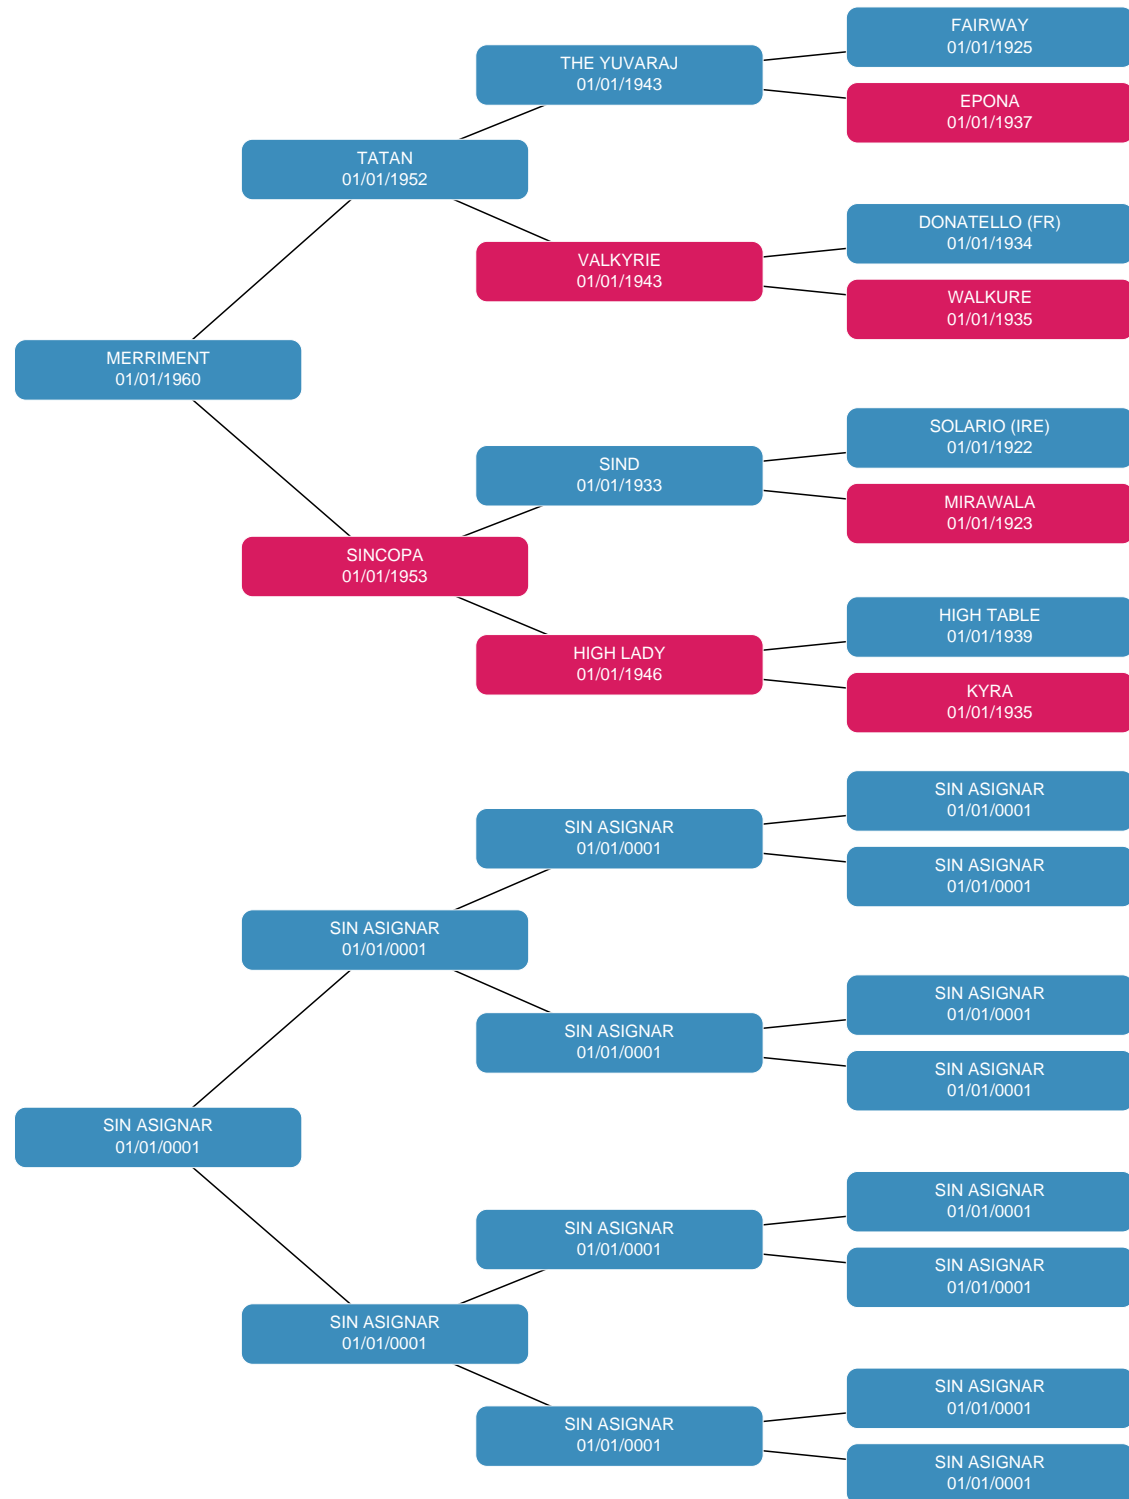 FAIRWAY
01/01/1925
THE YUVARAJ
01/01/1943
EPONA
01/01/1937
TATAN
01/01/1952
DONATELLO (FR)
01/01/1934
VALKYRIE
01/01/1943
WALKURE
01/01/1935
MERRIMENT
01/01/1960
SOLARIO (IRE)
01/01/1922
SIND
01/01/1933
MIRAWALA
01/01/1923
SINCOPA
01/01/1953
HIGH TABLE
01/01/1939
HIGH LADY
01/01/1946
KYRA
01/01/1935
SIN ASIGNAR
01/01/0001
SIN ASIGNAR
01/01/0001
SIN ASIGNAR
01/01/0001
SIN ASIGNAR
01/01/0001
SIN ASIGNAR
01/01/0001
SIN ASIGNAR
01/01/0001
SIN ASIGNAR
01/01/0001
SIN ASIGNAR
01/01/0001
SIN ASIGNAR
01/01/0001
SIN ASIGNAR
01/01/0001
SIN ASIGNAR
01/01/0001
SIN ASIGNAR
01/01/0001
SIN ASIGNAR
01/01/0001
SIN ASIGNAR
01/01/0001
SIN ASIGNAR
01/01/0001